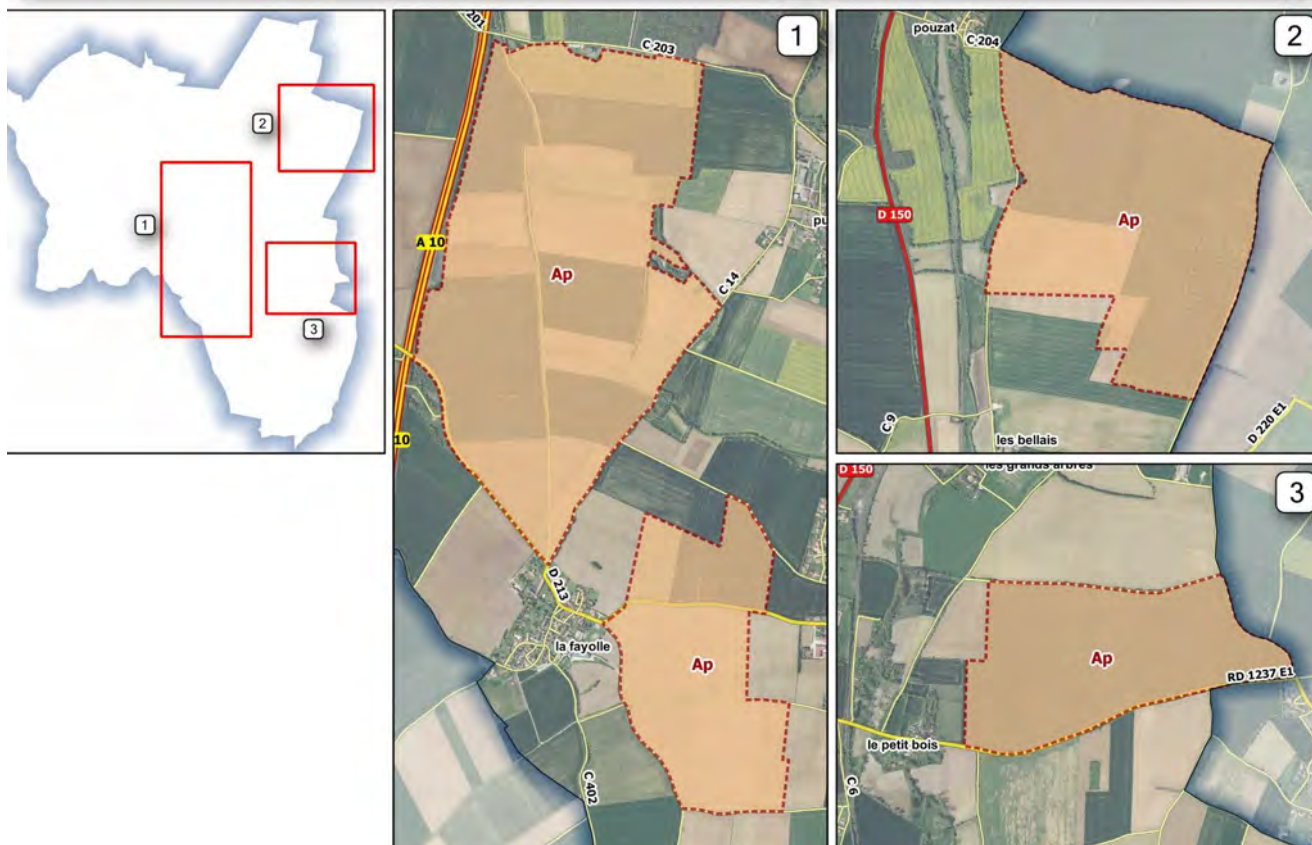 2
1
3
1
201
C 203
A 10
Ap
pu
C 14
10
D 213
la fayolle
Ap
C 402
2
pouzat
C 204
D 150
Ap
C 9
les bellais
D 220 E1
3
D 150
les grands arbres
Ap
RD 1237 E1
le petit bois
C 6